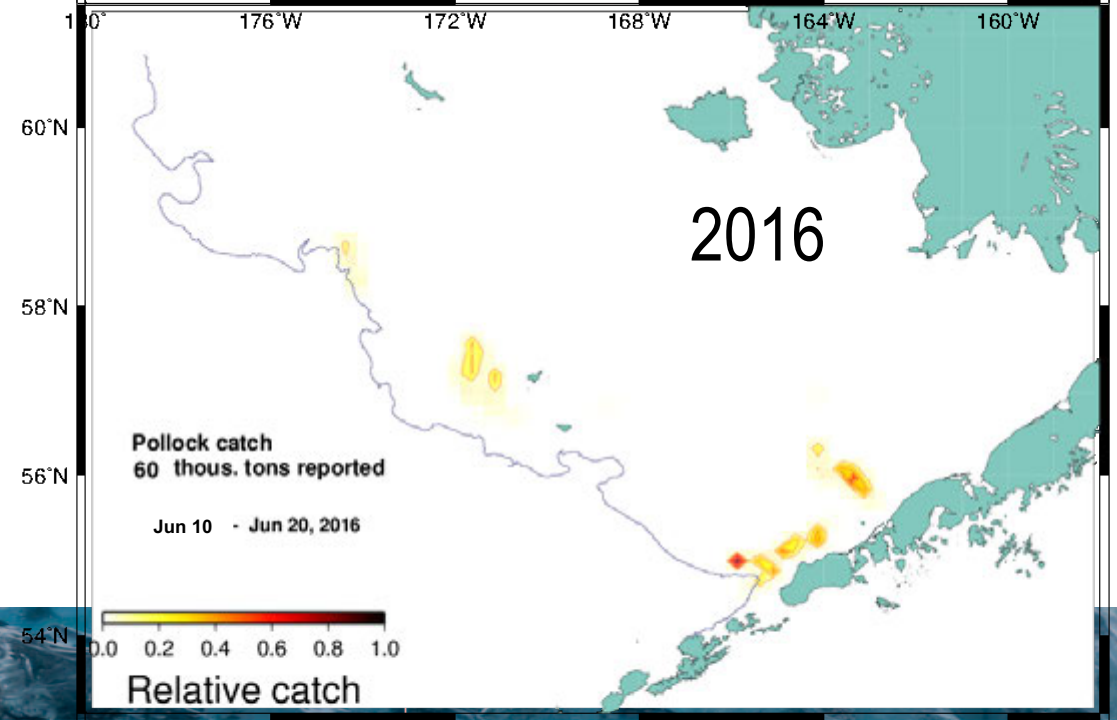 180° 176°W 172°W 168°W 164°W 160°W
60°N
2016
58°N
Pollock catch
60 thous. tons reported
56°N
Jun 10 - Jun 20, 2016
54°N
0.0 0.2 0.4 0.6 0.8 1.0
Relative catch